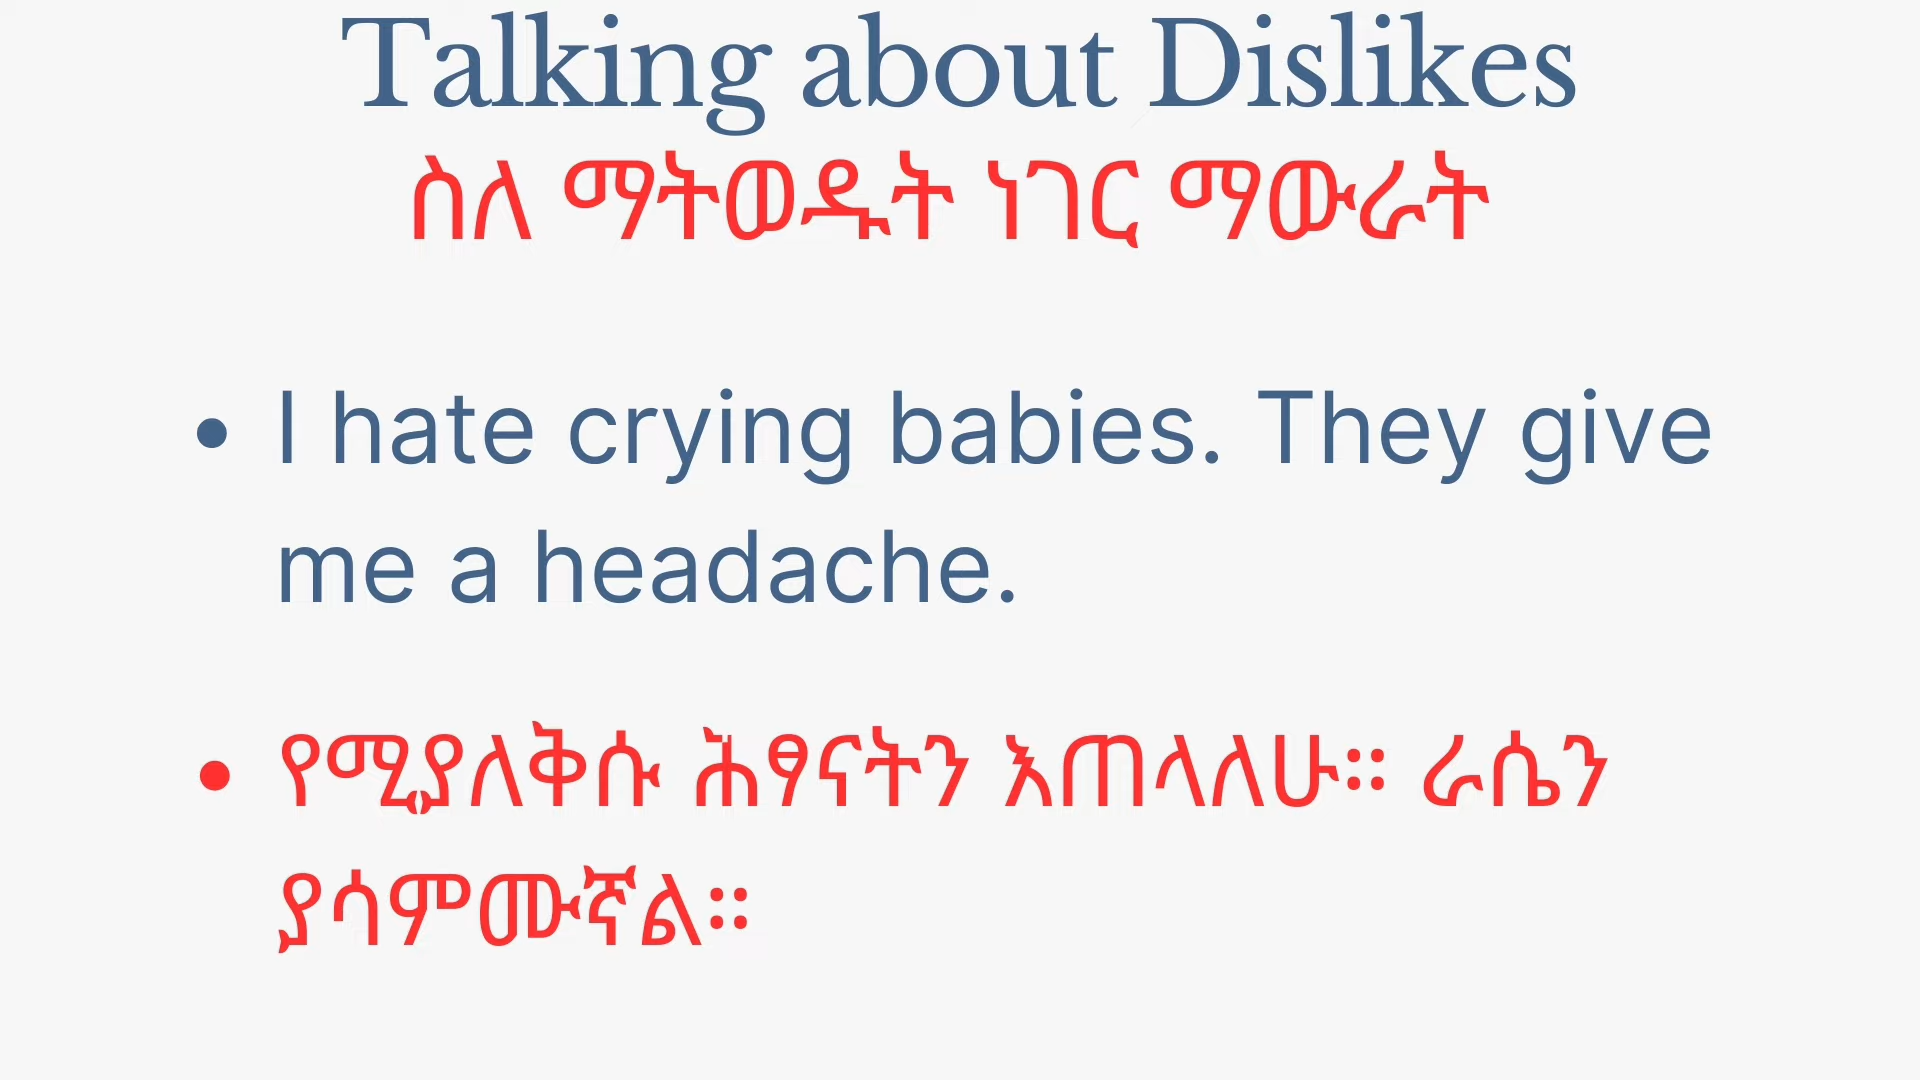 Talking about Dislikes
ስለ ማትወዱት ነገር ማውራት
• I hate crying babies. They give
me a headache.
• የሚያለቅሱ ሕፃናትን እጠላለሁ። ራሴን
ያሳምሙኛል።